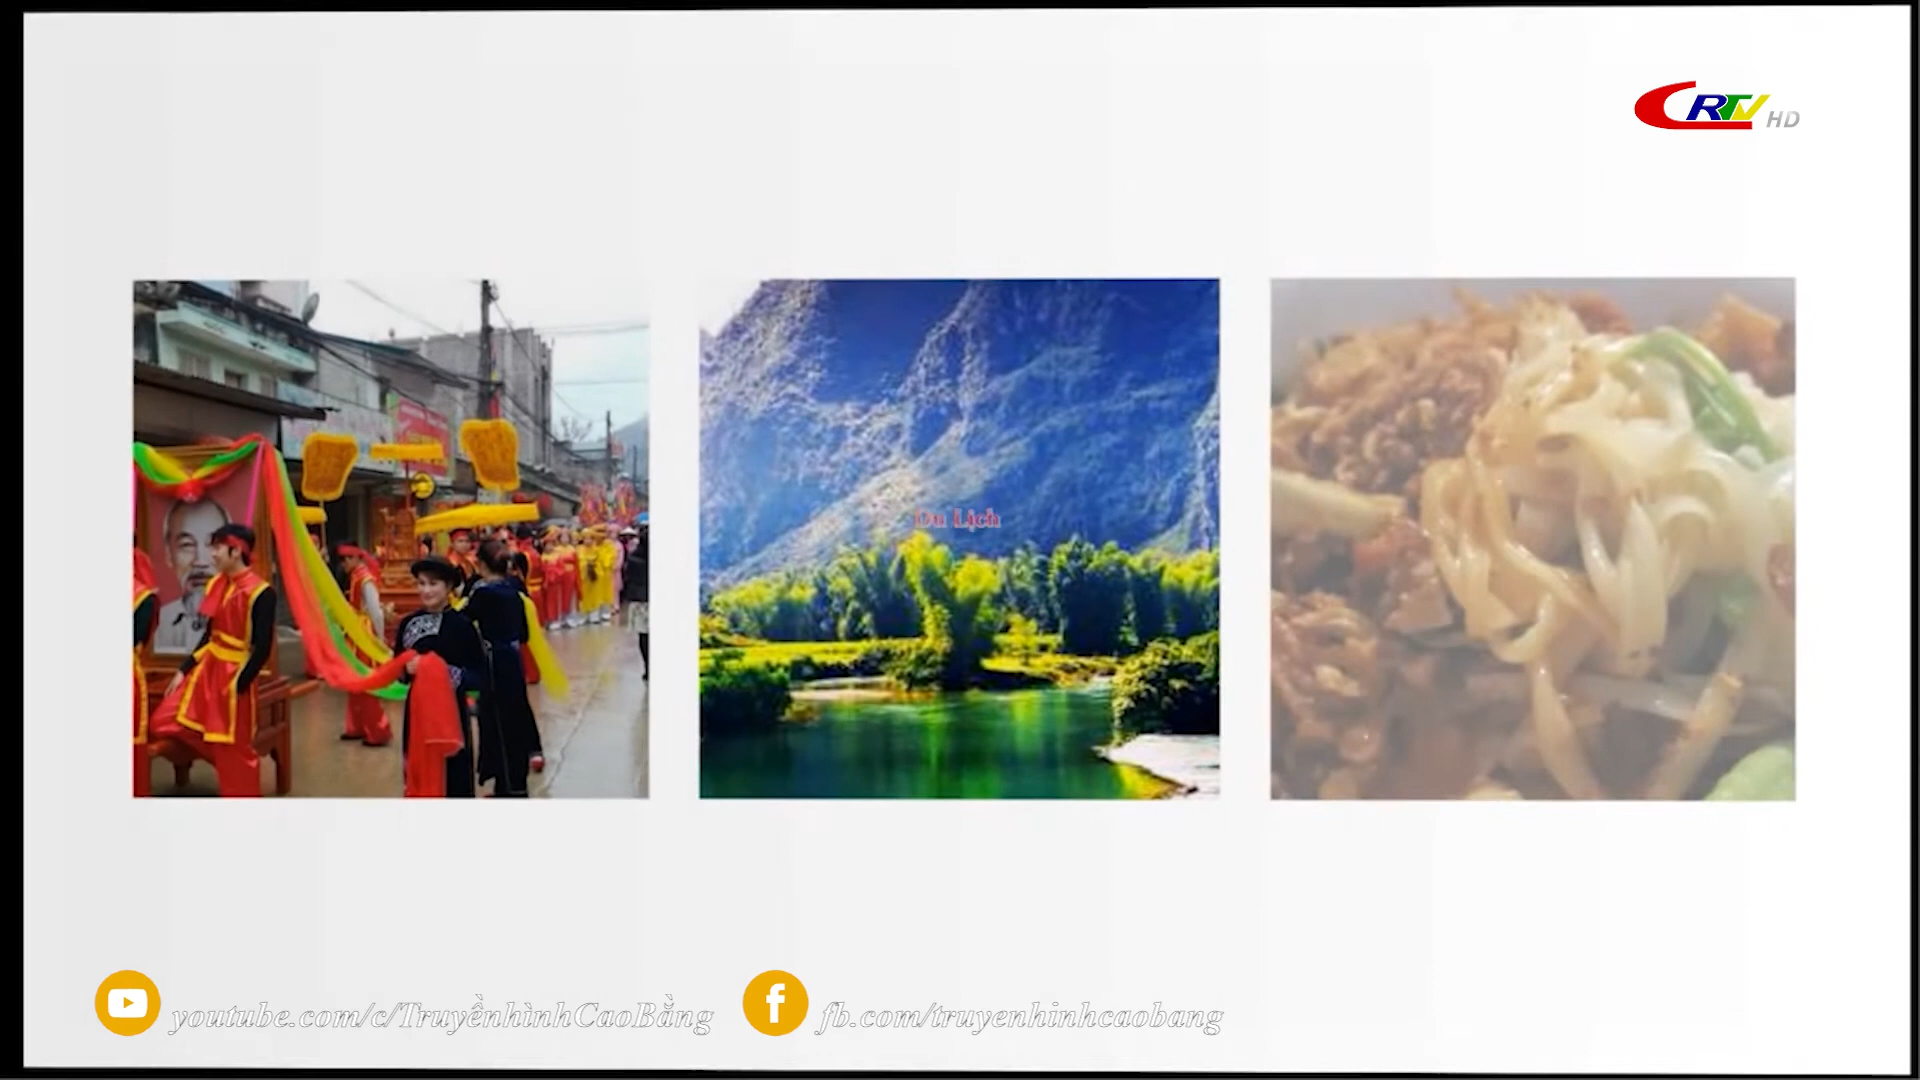 CRTV HD
Du Lịch
youtube.com/c/TruyềnhìnhCaoBằng
fb.com/truyenhinhcaobang